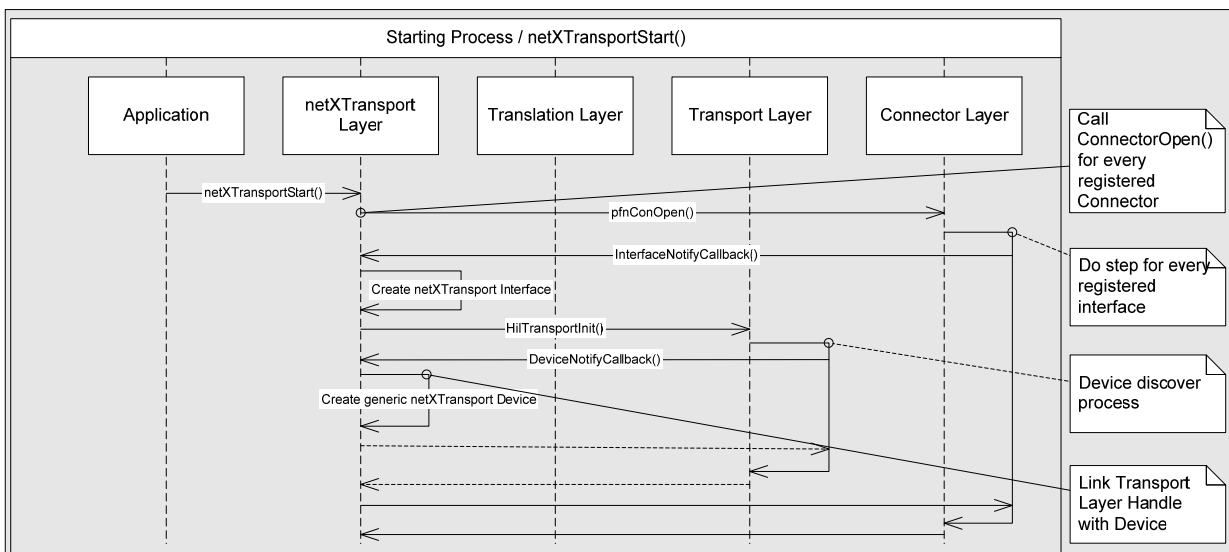 Starting Process / netXTransportStart()
Application
netXTransport
Layer
Translation Layer
Transport Layer
Connector Layer
Call
ConnectorOpen()
for every
registered
Connector
netXTransportStart()
pfnConOpen()
InterfaceNotifyCallback()
Do step for every
registered
interface
Create netXTransport Interface
HilTransportInit()
DeviceNotifyCallback()
Device discover
process
Create generic netXTransport Device
Link Transport
Layer Handle
with Device